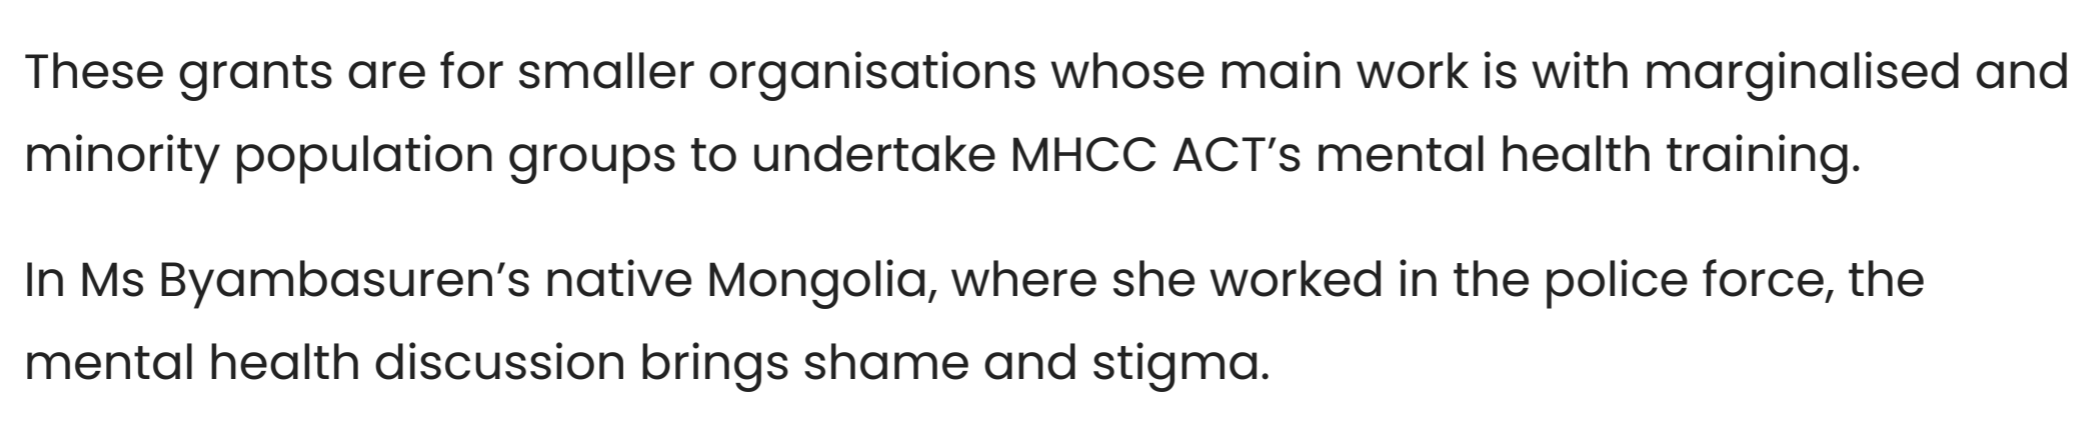 These grants are for smaller organisations whose main work is with marginalised and
minority population groups to undertake MHCC ACT’s mental health training.
In Ms Byambasuren’s native Mongolia, where she worked in the police force, the
mental health discussion brings shame and stigma.